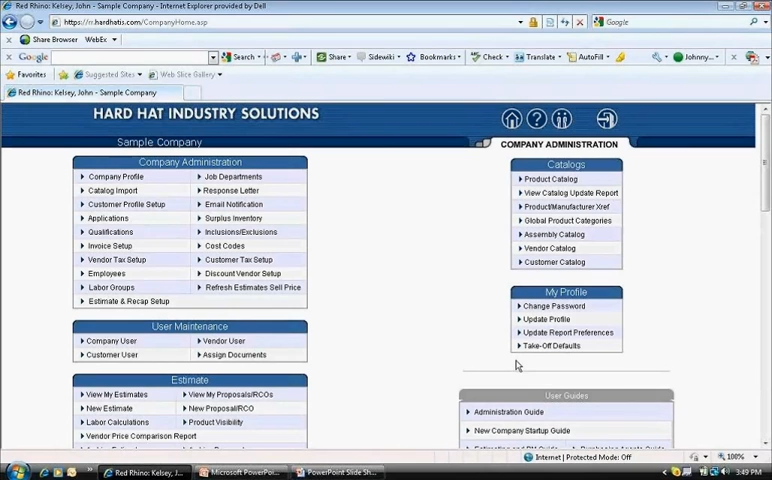 Red Rhino: Kelsey, John - Sample Company - Internet Explorer provided by Dell
https://rr.hardhatis.com/CompanyHome.asp
Google
Share Browser WebEx
Google
Search
Share
Sidewiki
Bookmarks
Check
Translate
AutoFill
Johnny...
Favorites
Suggested Sites
Web Slice Gallery
Red Rhino: Kelsey, John - Sample Company
HARD HAT INDUSTRY SOLUTIONS
Sample Company
COMPANY ADMINISTRATION
Company Administration
Company Profile Job Departments
Catalog Import Response Letter
Customer Profile Setup Email Notification
Applications Surplus Inventory
Qualifications Inclusions/Exclusions
Invoice Setup Cost Codes
Vendor Tax Setup Customer Tax Setup
Employees Discount Vendor Setup
Labor Groups Refresh Estimates Sell Price
Estimate & Recap Setup
User Maintenance
Company User Vendor User
Customer User Assign Documents
Estimate
View My Estimates View My Proposals/RCOs
New Estimate New Proposal/RCO
Labor Calculations Product Visibility
Vendor Price Comparison Report
Catalogs
Product Catalog
View Catalog Update Report
Product/Manufacturer Xref
Global Product Categories
Assembly Catalog
Vendor Catalog
Customer Catalog
My Profile
Change Password
Update Profile
Update Report Preferences
Take-Off Defaults
User Guides
Administration Guide
New Company Startup Guide
Internet | Protected Mode: Off
100%
Red Rhino: Kelsey, J...
Microsoft PowerPoi...
PowerPoint Slide Sh...
3:49 PM